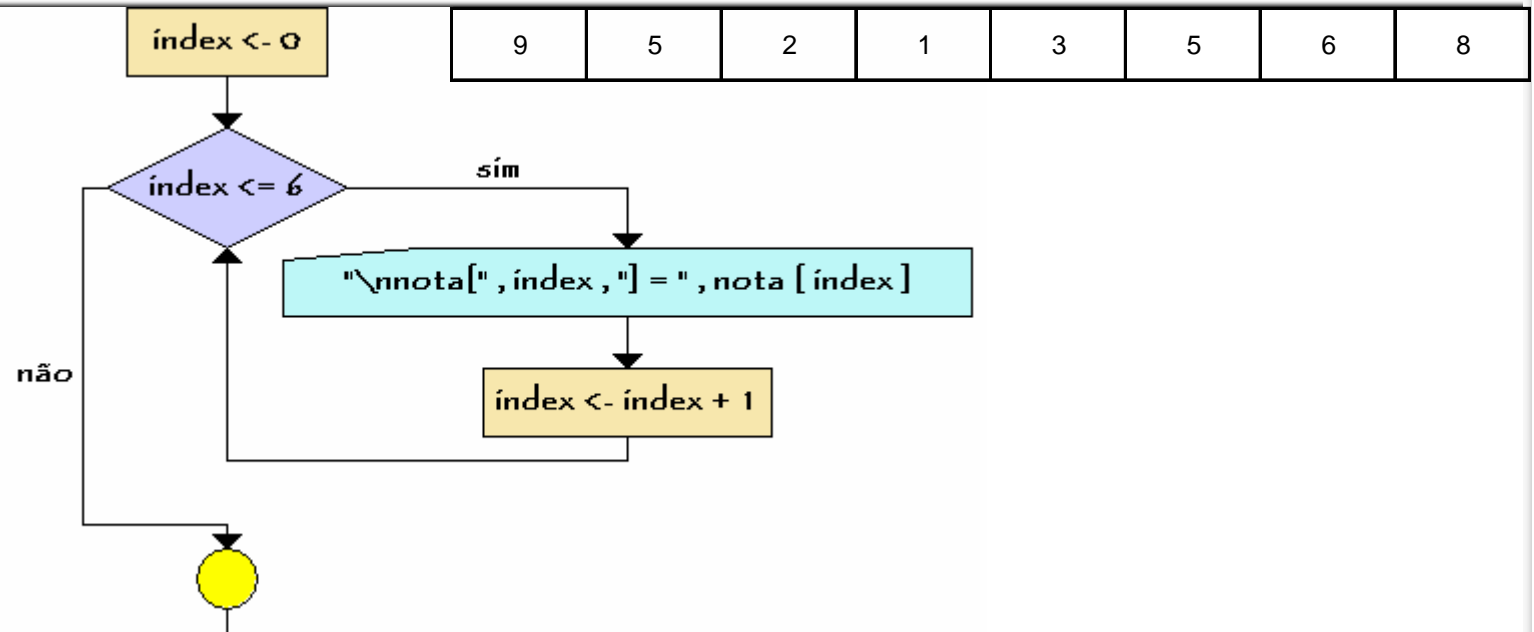 index <- 0
9 5 2 1 3 5 6 8
index <= 6
sim
"\nnota[" , index , "] = " , nota [ index ]
não
index <- index + 1